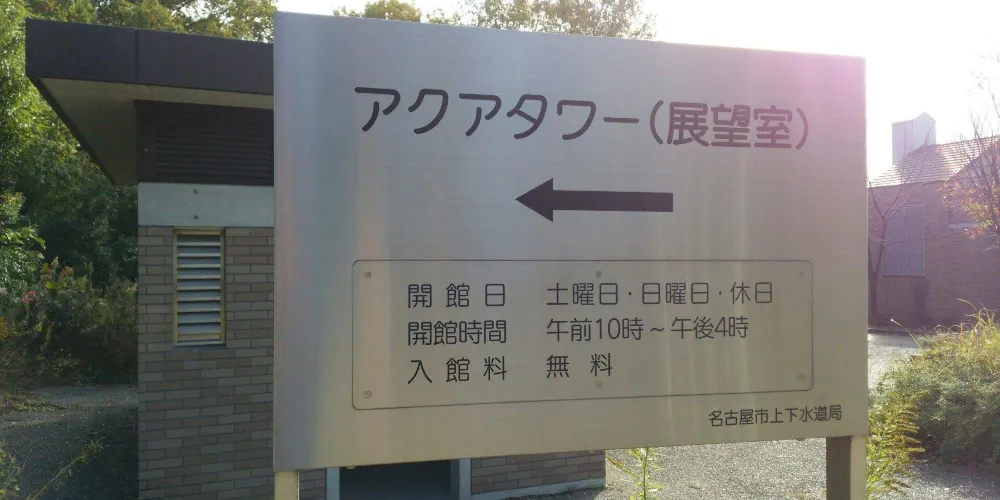 アクアタワー(展望室)
開館日 土曜日・日曜日・休日
開館時間 午前10時～午後4時
入館料 無料
名古屋市上下水道局